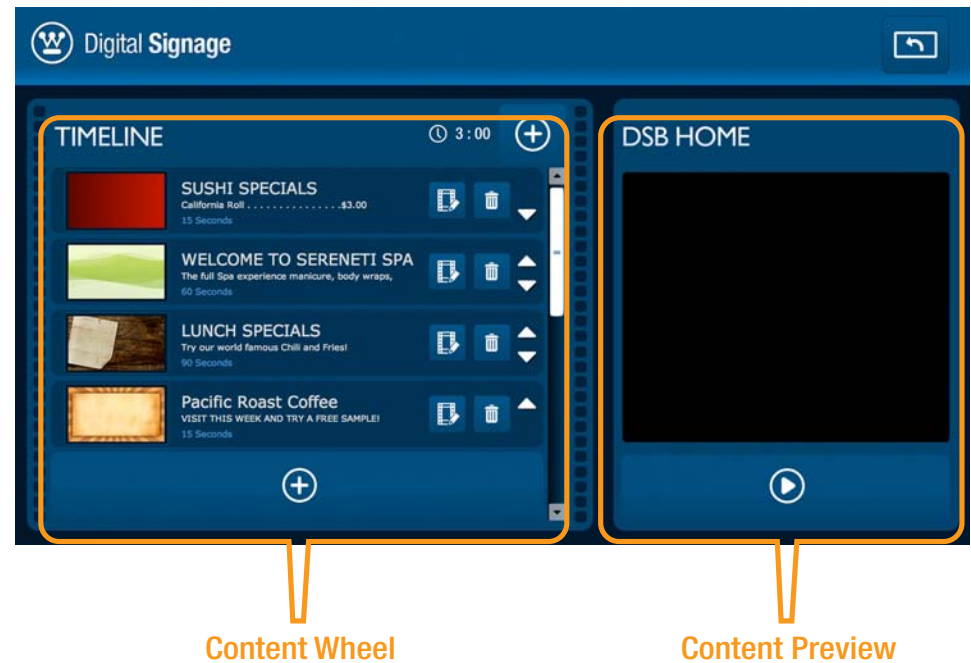 Digital Signage
TIMELINE
3 : 00
SUSHI SPECIALS
California Roll . . . . . . . . . . . . . . .$3.00
15 Seconds
WELCOME TO SERENETI SPA
The full Spa experience manicure, body wraps,
60 Seconds
LUNCH SPECIALS
Try our world famous Chili and Fries!
90 Seconds
Pacific Roast Coffee
VISIT THIS WEEK AND TRY A FREE SAMPLE!
15 Seconds
DSB HOME
Content Wheel
Content Preview